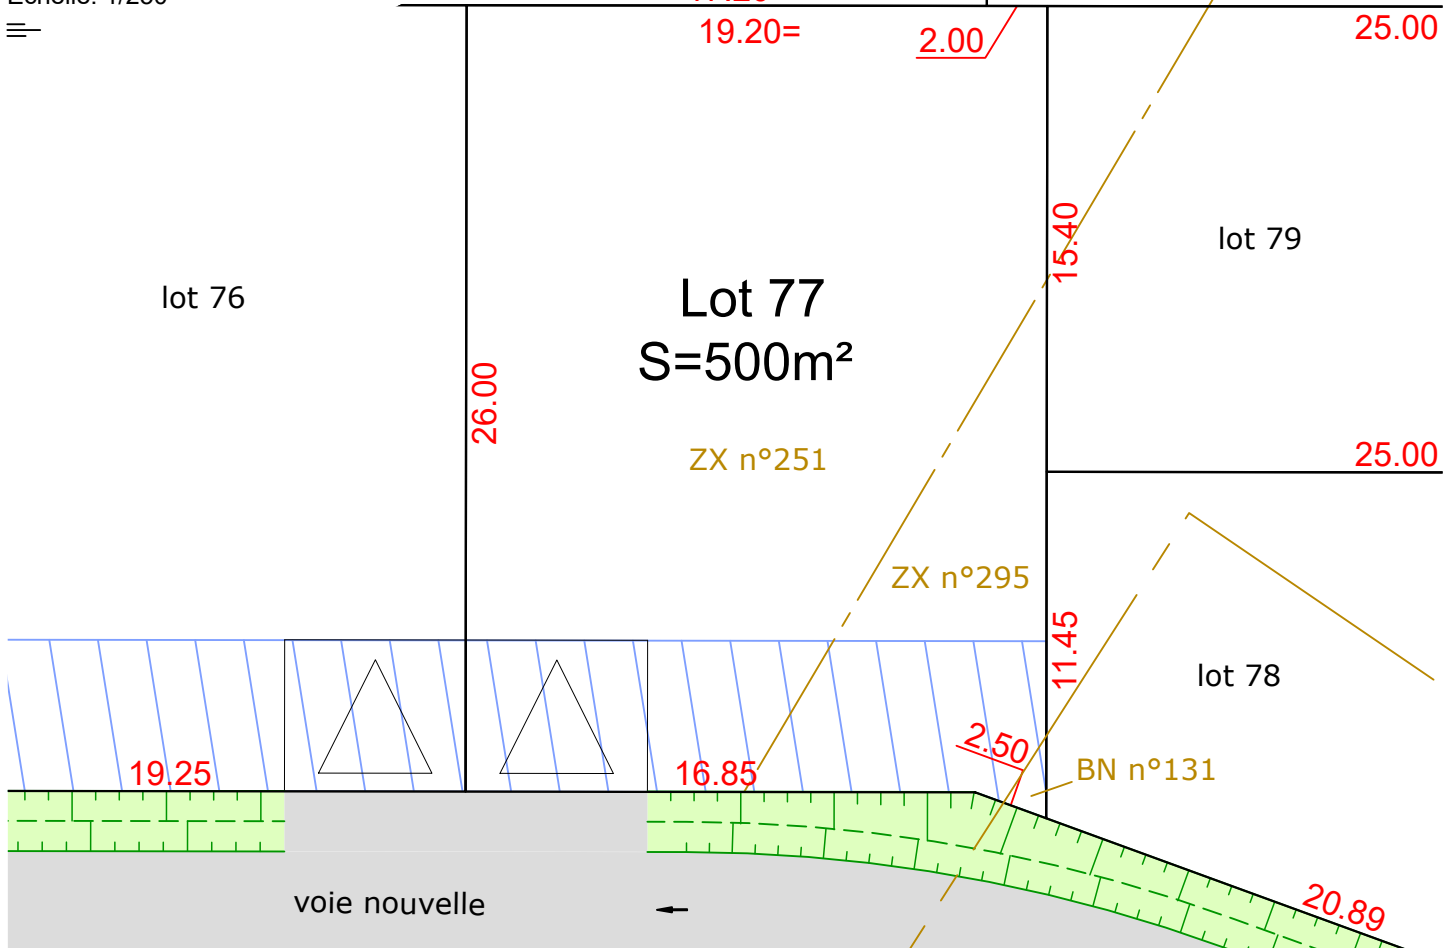 19.20=
2.00
25.00
15.40
lot 79
lot 76
Lot 77
S=500m²
26.00
25.00
ZX n°251
ZX n°295
11.45
lot 78
2.50
19.25
16.85
BN n°131
20.89
voie nouvelle